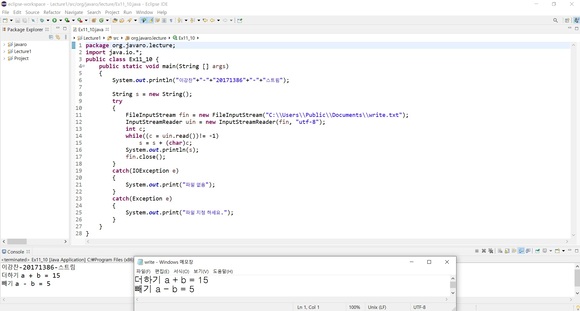 eclipse-workspace - Lecture1/src/org/javaro/lecture/Ex11_10.java - Eclipse IDE
File Edit Source Refactor Navigate Search Project Run Window Help
Package Explorer
javaro
Lecture1
Project
Ex11_10.java
Lecture1 src org.javaro.lecture Ex11_10
1 package org.javaro.lecture;
2 import java.io.*;
3 public class Ex11_10 {
4 public static void main(String [] args)
5 {
6 System.out.println("이강찬"+"-"+"20171386"+"-"+"스트림");
7
8 String s = new String();
9 try
10 {
11 FileInputStream fin = new FileInputStream("C:\\Users\\Public\\Documents\\write.txt");
12 InputStreamReader uin = new InputStreamReader(fin, "utf-8");
13 int c;
14 while((c = uin.read())!= -1)
15 s = s + (char)c;
16 System.out.println(s);
17 fin.close();
18 }
19 catch(IOException e)
20 {
21 System.out.print("파일 없음");
22 }
23 catch(Exception e)
24 {
25 System.out.print("파일 지정 하세요.");
26 }
27 }
28 }
Console
<terminated> Ex11_10 [Java Application] C:\Program Files
이강찬-20171386-스트림
더하기 a + b = 15
빼기 a - b = 5
write - Windows 메모장
파일(F) 편집(E) 서식(O) 보기(V) 도움말(H)
더하기 a + b = 15
빼기 a - b = 5
Ln 1, Col 1 100% Unix (LF) UTF-8